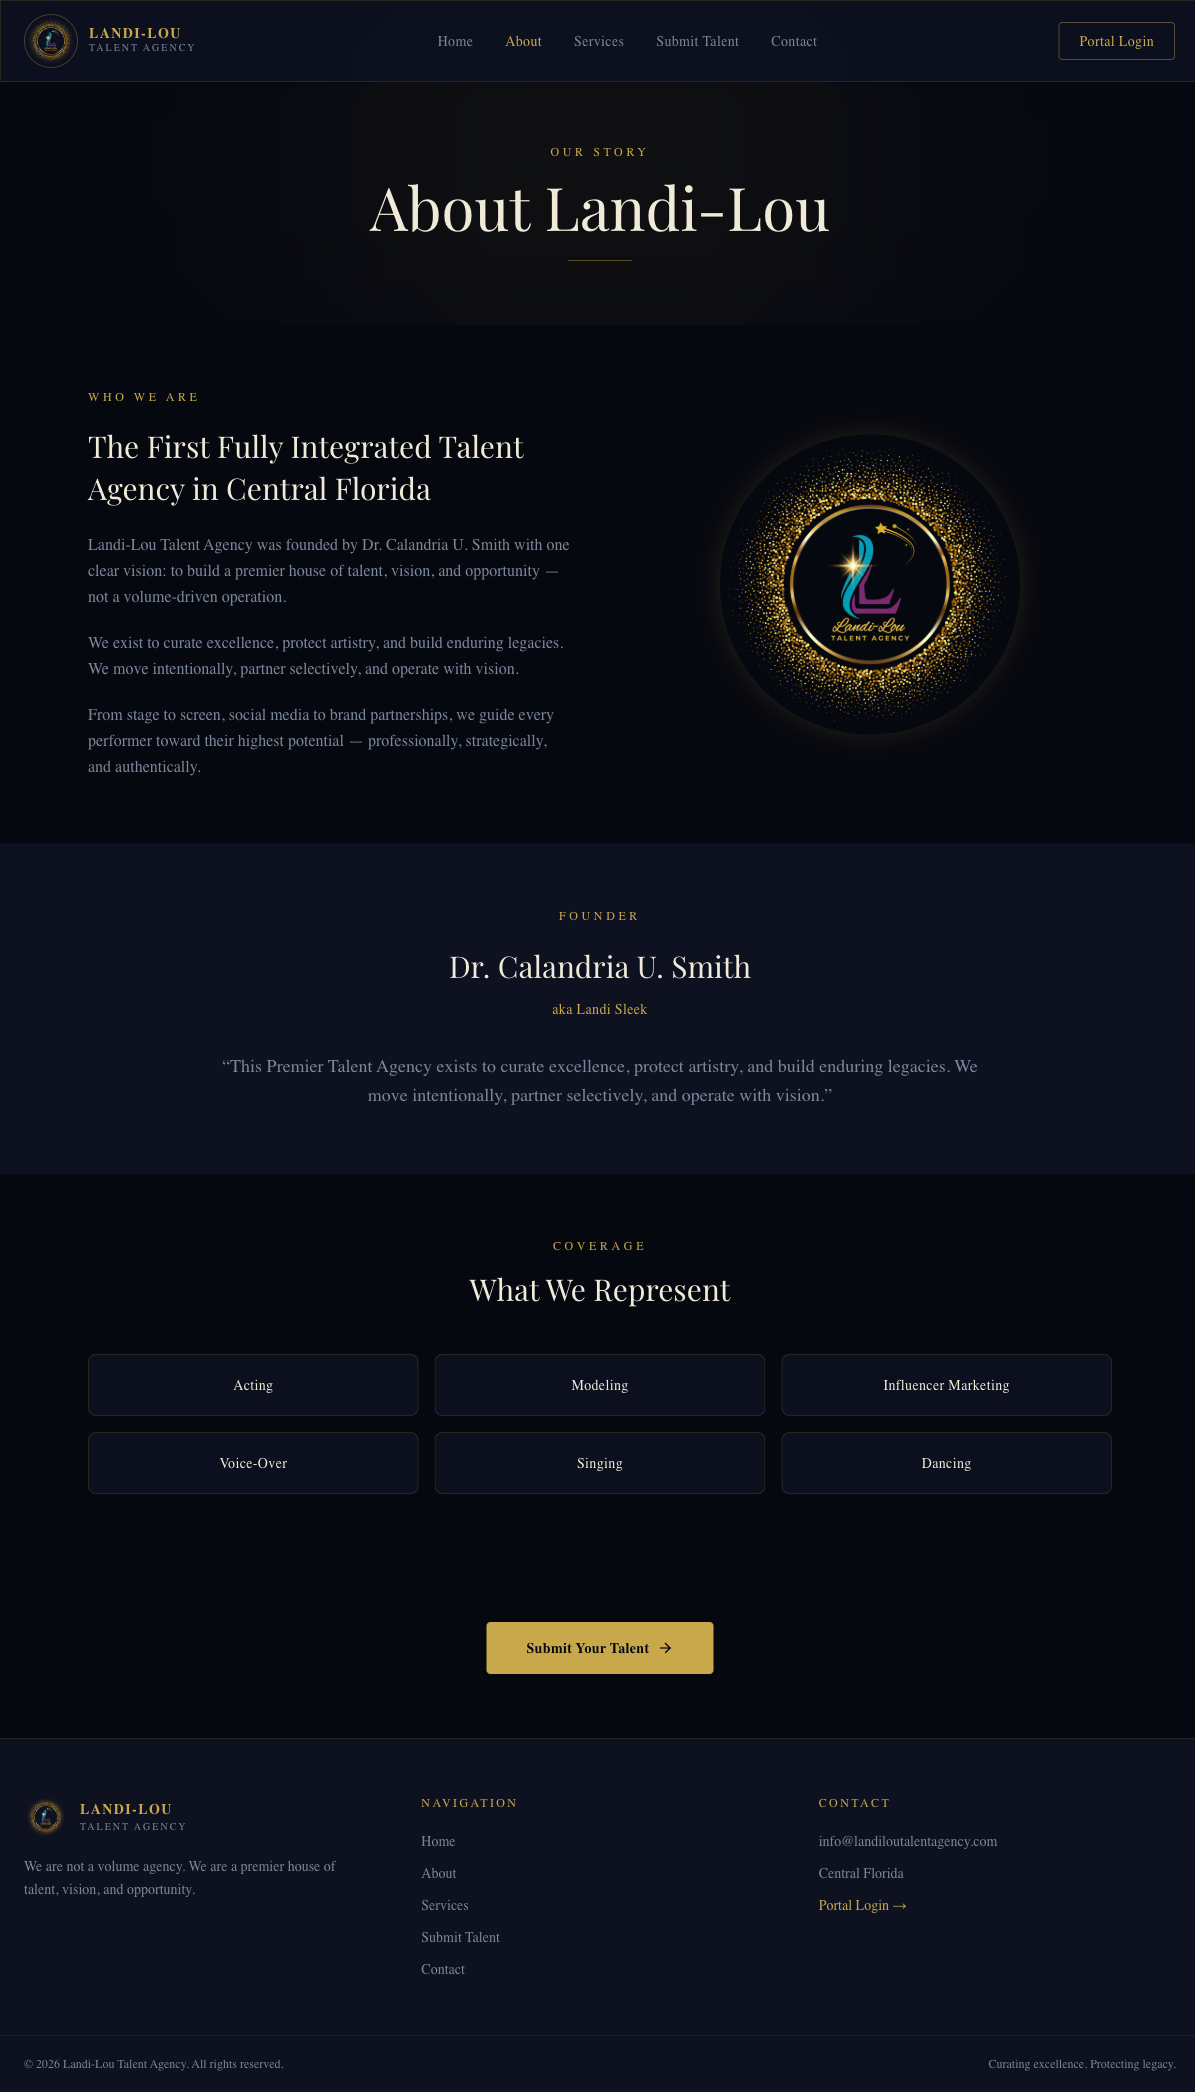 LANDI-LOU
TALENT AGENCY
Home
About
Services
Submit Talent
Contact
Portal Login
OUR STORY
About Landi-Lou
WHO WE ARE
The First Fully Integrated Talent
Agency in Central Florida
Landi-Lou Talent Agency was founded by Dr. Calandria U. Smith with one
clear vision: to build a premier house of talent, vision, and opportunity —
not a volume-driven operation.
We exist to curate excellence, protect artistry, and build enduring legacies.
We move intentionally, partner selectively, and operate with vision.
From stage to screen, social media to brand partnerships, we guide every
performer toward their highest potential — professionally, strategically,
and authentically.
Landi-Lou
TALENT AGENCY
FOUNDER
Dr. Calandria U. Smith
aka Landi Sleek
“This Premier Talent Agency exists to curate excellence, protect artistry, and build enduring legacies. We
move intentionally, partner selectively, and operate with vision.”
COVERAGE
What We Represent
Acting
Modeling
Influencer Marketing
Voice-Over
Singing
Dancing
Submit Your Talent →
LANDI-LOU
TALENT AGENCY
We are not a volume agency. We are a premier house of
talent, vision, and opportunity.
NAVIGATION
Home
About
Services
Submit Talent
Contact
CONTACT
info@landiloutalentagency.com
Central Florida
Portal Login →
© 2026 Landi-Lou Talent Agency. All rights reserved.
Curating excellence. Protecting legacy.